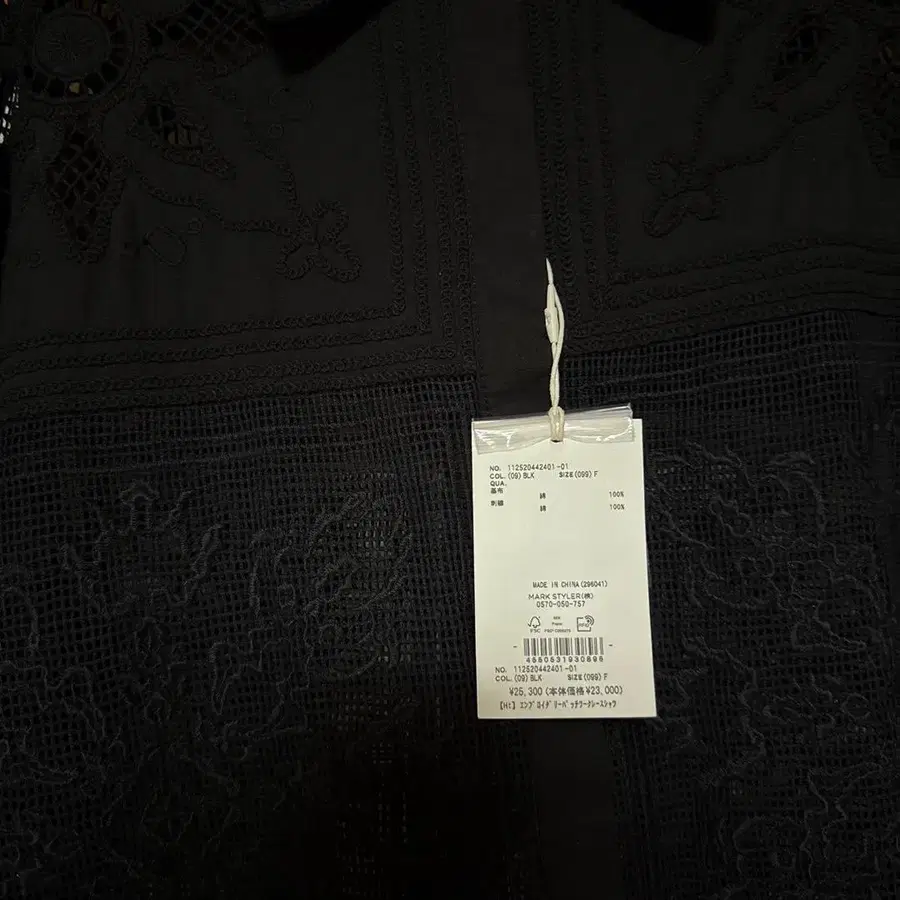 NO. 112520442401-01
COL. (09) BLK SIZE (099) F
QUA.
基布 綿 100%
刺繍 綿 100%
MADE IN CHINA (296041)
MARK STYLER(株)
0570-050-757
FSC
RFID
NO. 112520442401-01
COL. (09) BLK SIZE (099) F
¥25,300 (本体価格¥23,000)